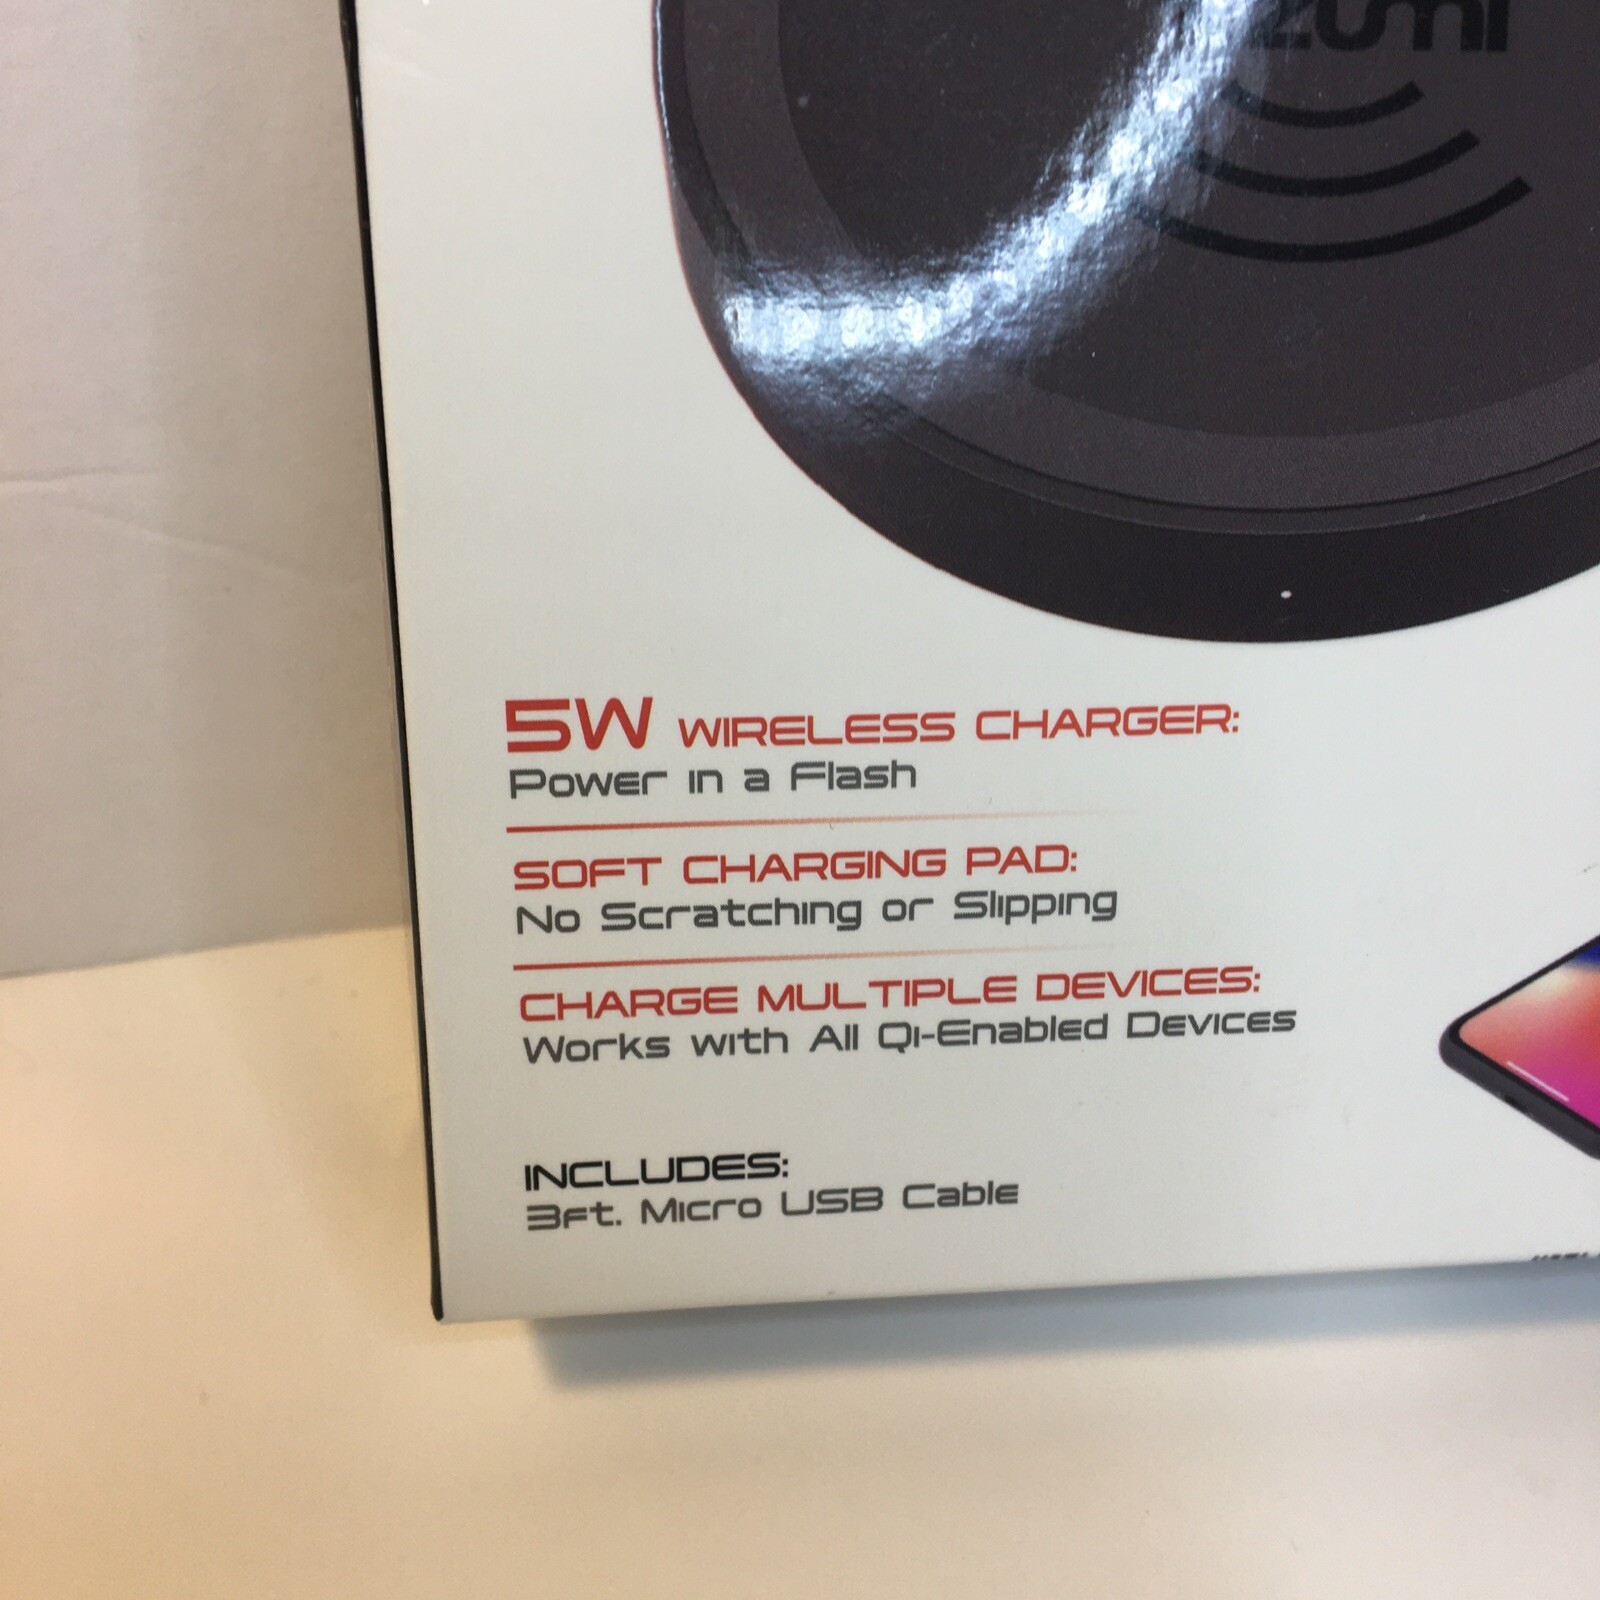 zumi
5W WIRELESS CHARGER:
Power in a Flash
SOFT CHARGING PAD:
No Scratching or Slipping
CHARGE MULTIPLE DEVICES:
Works with All Qi-Enabled Devices
INCLUDES:
3ft. Micro USB Cable